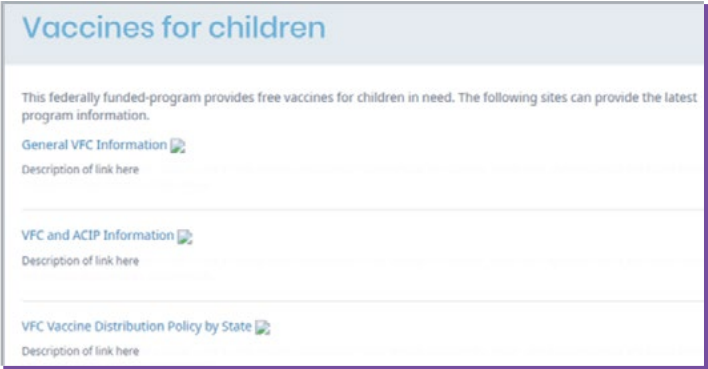 Vaccines for children
This federally funded-program provides free vaccines for children in need. The following sites can provide the latest
program information.
General VFC Information
Description of link here
VFC and ACIP Information
Description of link here
VFC Vaccine Distribution Policy by State
Description of link here